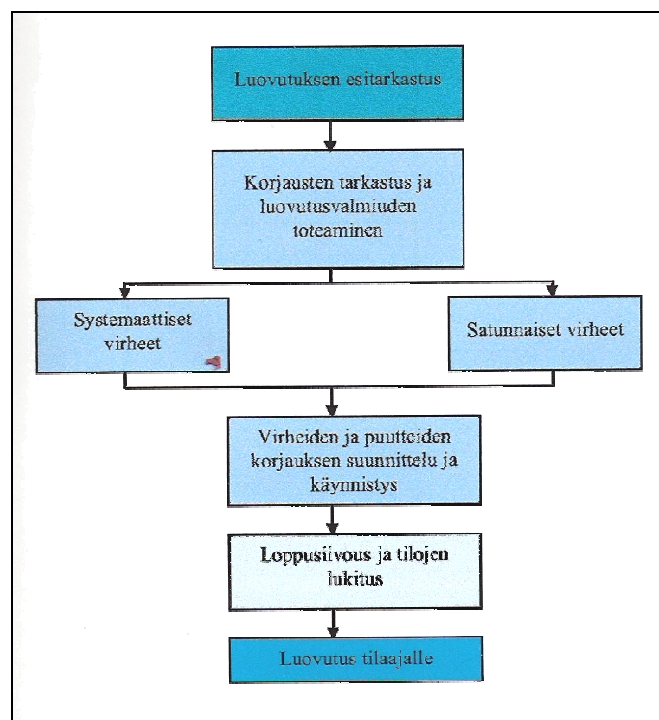 Luovutuksen esitarkastus
Korjausten tarkastus ja
luovutusvalmiuden
toteaminen
Systemaattiset
virheet
Satunnaiset virheet
Virheiden ja puutteiden
korjauksen suunnittelu ja
käynnistys
Loppusiivous ja tilojen
lukitus
Luovutus tilaajalle